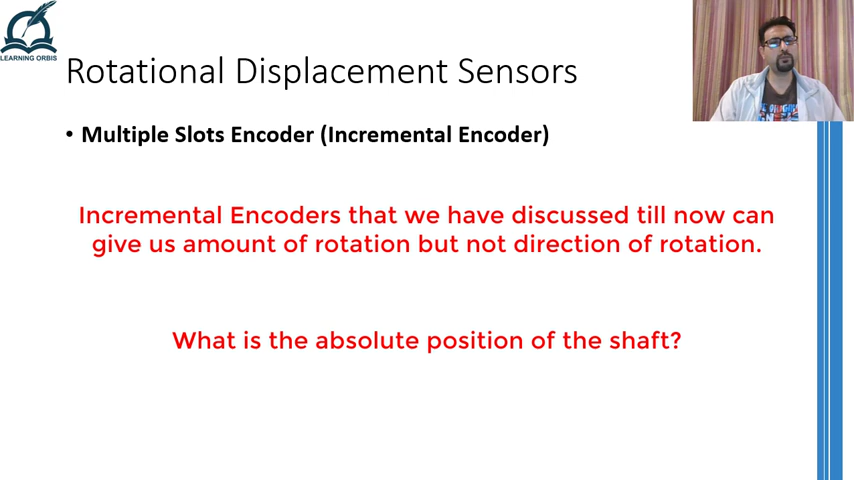 LEARNING ORBIS
Rotational Displacement Sensors
• Multiple Slots Encoder (Incremental Encoder)
Incremental Encoders that we have discussed till now can
give us amount of rotation but not direction of rotation.
What is the absolute position of the shaft?